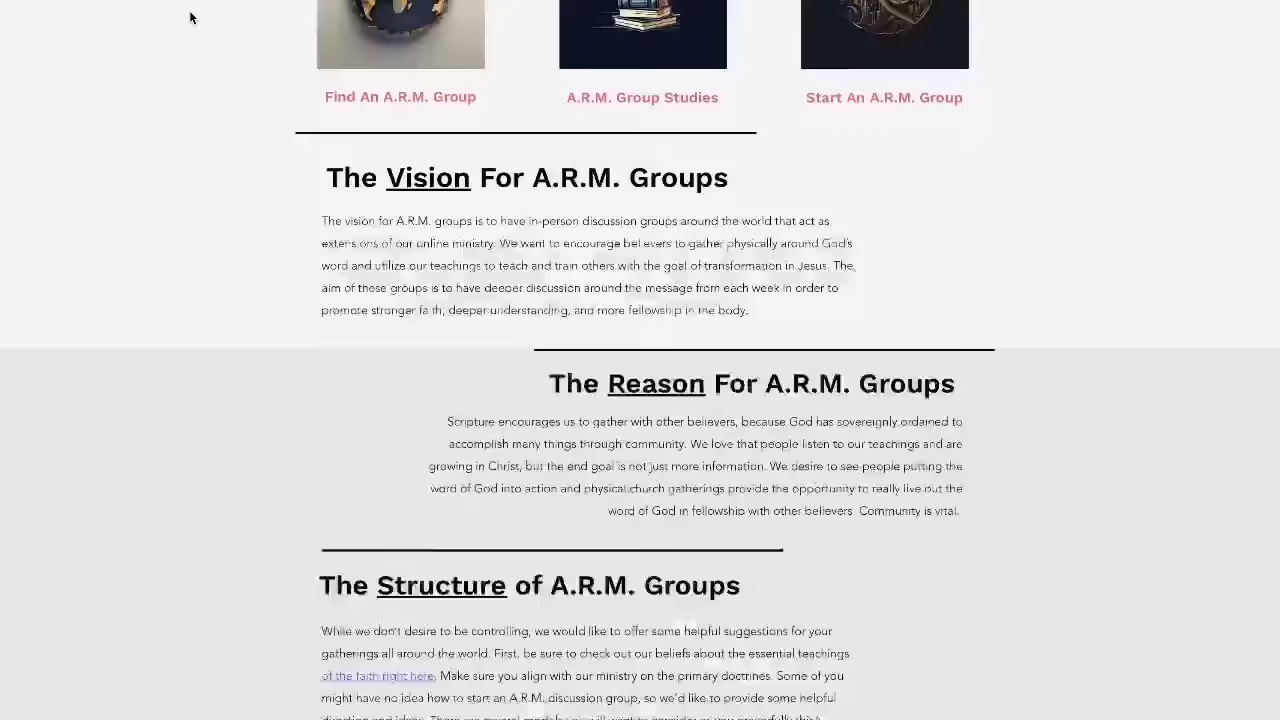 Find An A.R.M. Group
A.R.M. Group Studies
Start An A.R.M. Group
The Vision For A.R.M. Groups
The vision for A.R.M. groups is to have in-person discussion groups around the world that act as
extensions of our online ministry. We want to encourage believers to gather physically around God's
word and utilize our teachings to teach and train others with the goal of transformation in Jesus. The
aim of these groups is to have deeper discussion around the message from each week in order to
promote stronger faith, deeper understanding, and more fellowship in the body.
The Reason For A.R.M. Groups
Scripture encourages us to gather with other believers, because God has sovereignly ordained to
accomplish many things through community. We love that people listen to our teachings and are
growing in Christ, but the end goal is not just more information. We desire to see people putting the
word of God into action and physical church gatherings provide the opportunity to really live out the
word of God in fellowship with other believers. Community is vital.
The Structure of A.R.M. Groups
While we don't desire to be controlling, we would like to offer some helpful suggestions for your
gatherings all around the world. First, be sure to check out our beliefs about the essential teachings
of the faith right here. Make sure you align with our ministry on the primary doctrines. Some of you
might have no idea how to start an A.R.M. discussion group, so we'd like to provide some helpful